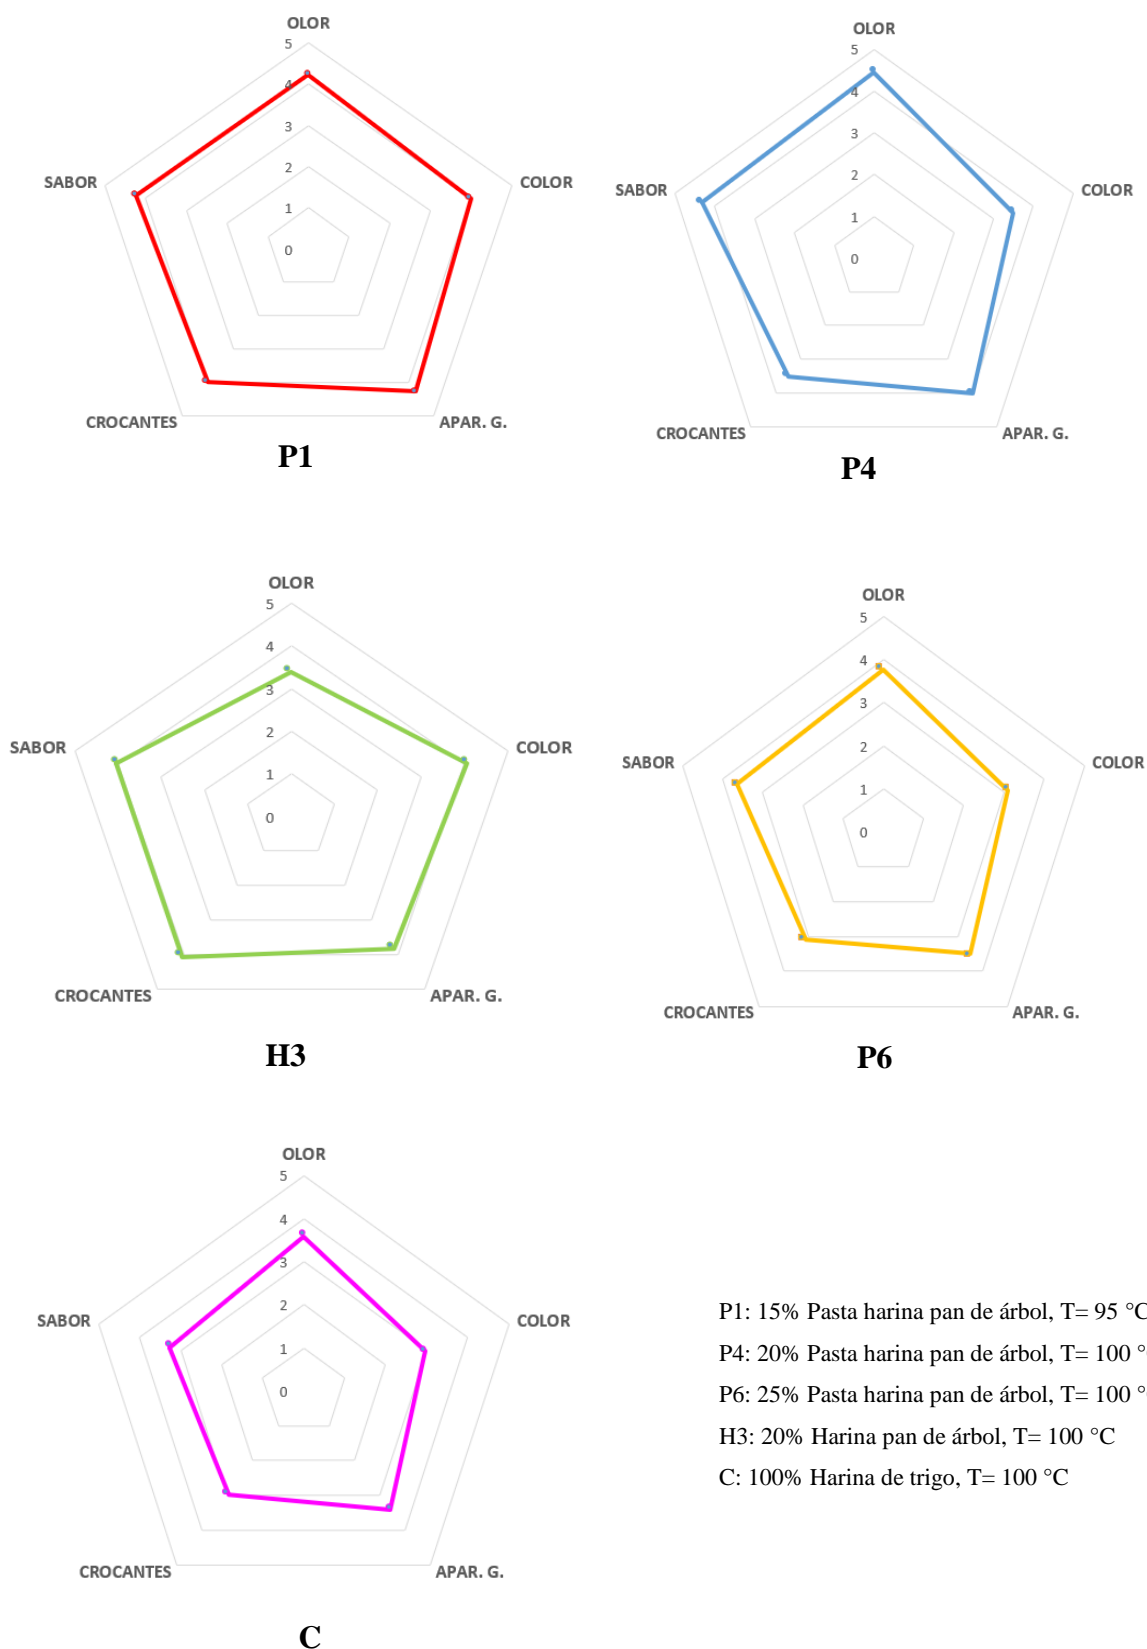 OLOR
5
4
3
2
1
0
SABOR
COLOR
CROCANTES
APAR. G.
P1
OLOR
5
4
3
2
1
0
SABOR
COLOR
CROCANTES
APAR. G.
P4
OLOR
5
4
3
2
1
0
SABOR
COLOR
CROCANTES
APAR. G.
H3
OLOR
5
4
3
2
1
0
SABOR
COLOR
CROCANTES
APAR. G.
P6
OLOR
5
4
3
2
1
0
SABOR
COLOR
CROCANTES
APAR. G.
C
P1: 15% Pasta harina pan de árbol, T= 95 °C
P4: 20% Pasta harina pan de árbol, T= 100 °
P6: 25% Pasta harina pan de árbol, T= 100 °
H3: 20% Harina pan de árbol, T= 100 °C
C: 100% Harina de trigo, T= 100 °C